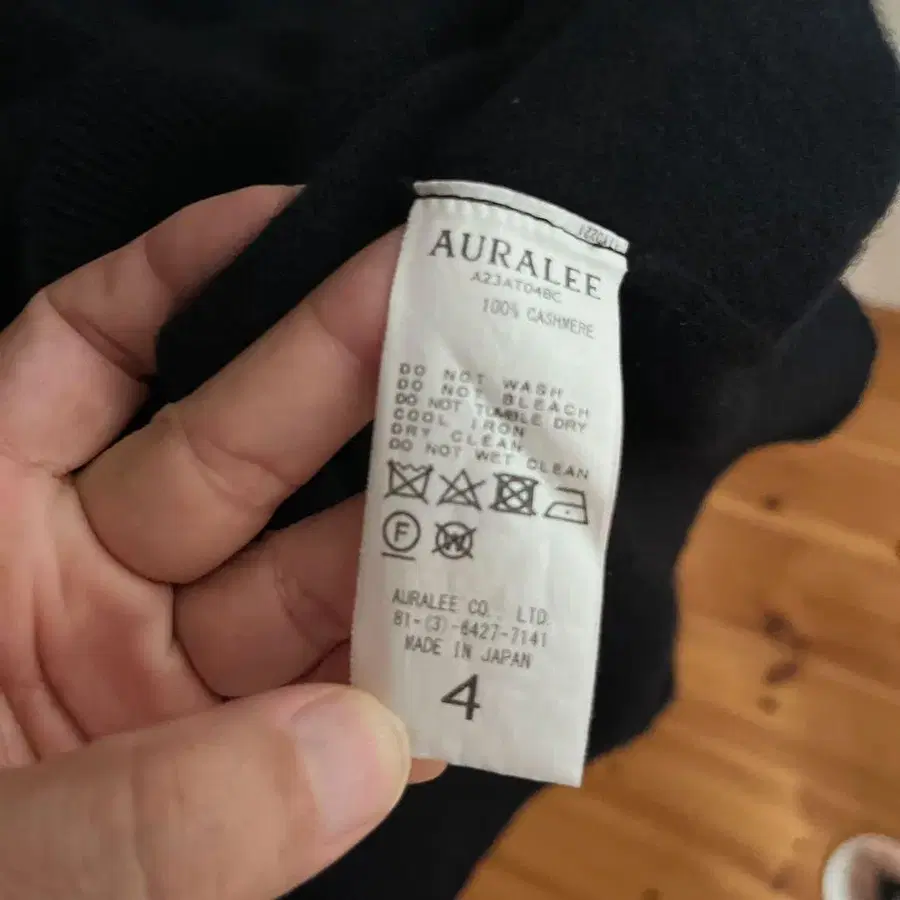 AURALEE
A23AT04BC
100% CASHMERE
DO NOT WASH
DO NOT BLEACH
DO NOT TUMBLE DRY
COOL IRON
DRY CLEAN
DO NOT WET CLEAN
F
W
AURALEE CO., LTD.
81-(3)-6427-7141
MADE IN JAPAN
4